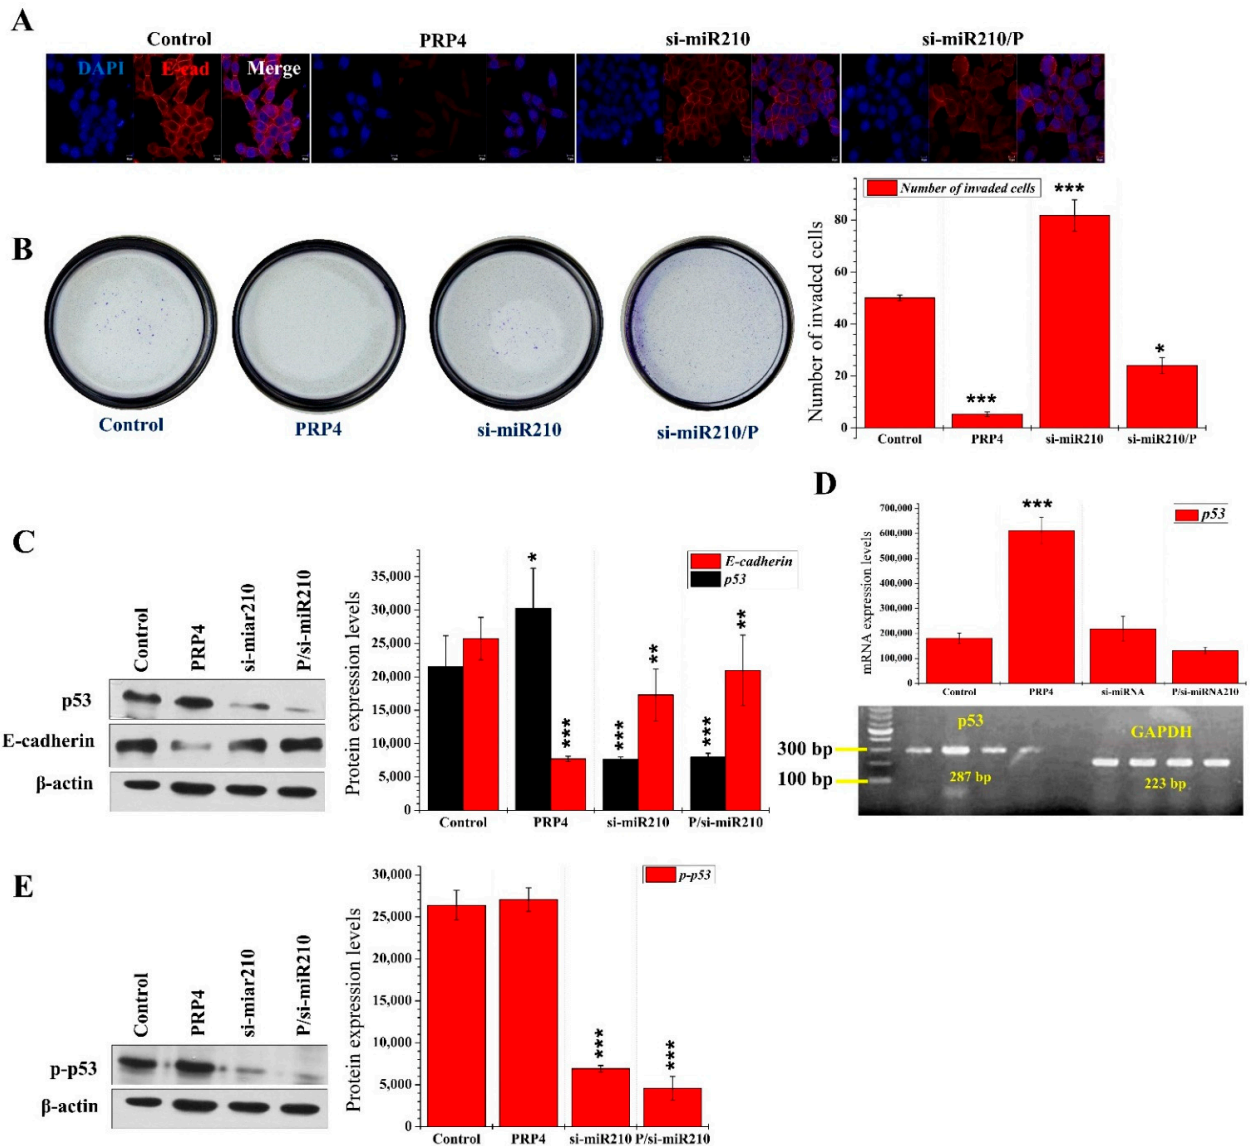 A
Control
PRP4
si-miR210
si-miR210/P
DAPI
E-cad
Merge
B
Control
PRP4
si-miR210
si-miR210/P
Number of invaded cells
Number of invaded cells
80
60
40
20
0
***
***
*
Control
PRP4
si-miR210
si-miR210/P
C
Control
PRP4
si-miar210
P/si-miR210
p53
E-cadherin
β-actin
Protein expression levels
35,000
30,000
25,000
20,000
15,000
10,000
5,000
0
E-cadherin
p53
*
***
***
**
***
**
Control
PRP4
si-miR210
P/si-miR210
D
mRNA expression levels
700,000
600,000
500,000
400,000
300,000
200,000
100,000
0
p53
***
Control
PRP4
si-miRNA
P/si-miRNA210
300 bp
100 bp
p53
287 bp
GAPDH
223 bp
E
Control
PRP4
si-miar210
P/si-miR210
p-p53
β-actin
Protein expression levels
30,000
25,000
20,000
15,000
10,000
5,000
0
p-p53
***
***
Control
PRP4
si-miR210
P/si-miR210